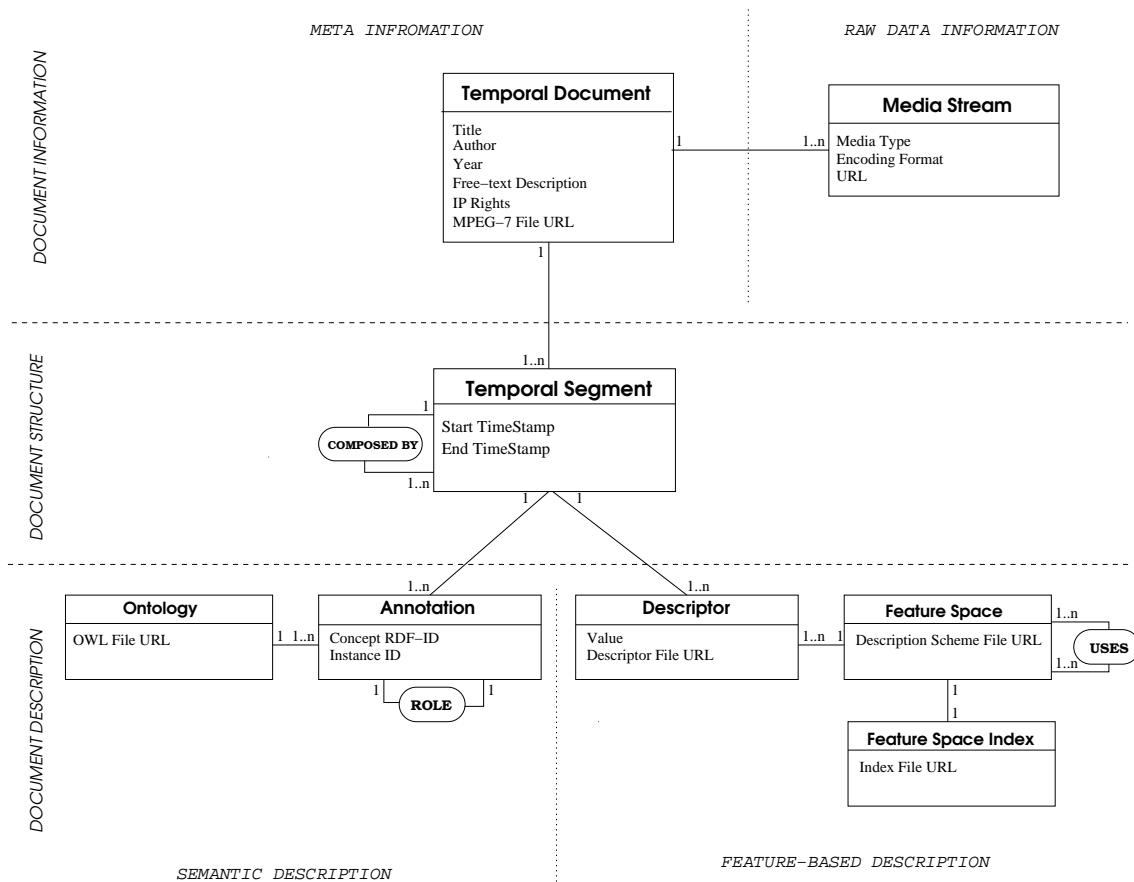 META INFROMATION
RAW DATA INFORMATION
DOCUMENT INFORMATION
Temporal Document
Title
Author
Year
Free-text Description
IP Rights
MPEG-7 File URL
1
1..n
Media Stream
Media Type
Encoding Format
URL
1
1..n
DOCUMENT STRUCTURE
Temporal Segment
Start TimeStamp
End TimeStamp
1
COMPOSED BY
1..n
1
1
1..n
1..n
DOCUMENT DESCRIPTION
Ontology
OWL File URL
1 1..n
Annotation
Concept RDF-ID
Instance ID
1
ROLE
1
Descriptor
Value
Descriptor File URL
1..n 1
Feature Space
Description Scheme File URL
1..n
USES
1..n
1
1
Feature Space Index
Index File URL
SEMANTIC DESCRIPTION
FEATURE-BASED DESCRIPTION